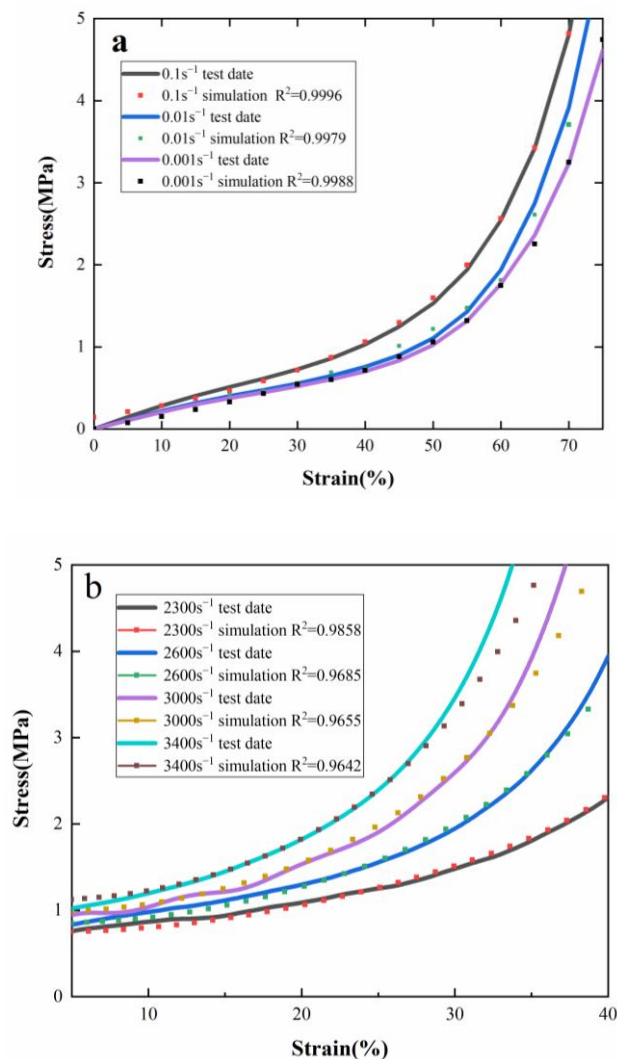 a
0.1s⁻¹ test date
0.1s⁻¹ simulation R²=0.9996
0.01s⁻¹ test date
0.01s⁻¹ simulation R²=0.9979
0.001s⁻¹ test date
0.001s⁻¹ simulation R²=0.9988
Stress(MPa)
5
4
3
2
1
0
0 10 20 30 40 50 60 70
Strain(%)
b
2300s⁻¹ test date
2300s⁻¹ simulation R²=0.9858
2600s⁻¹ test date
2600s⁻¹ simulation R²=0.9685
3000s⁻¹ test date
3000s⁻¹ simulation R²=0.9655
3400s⁻¹ test date
3400s⁻¹ simulation R²=0.9642
Stress(MPa)
5
4
3
2
1
0
10 20 30 40
Strain(%)